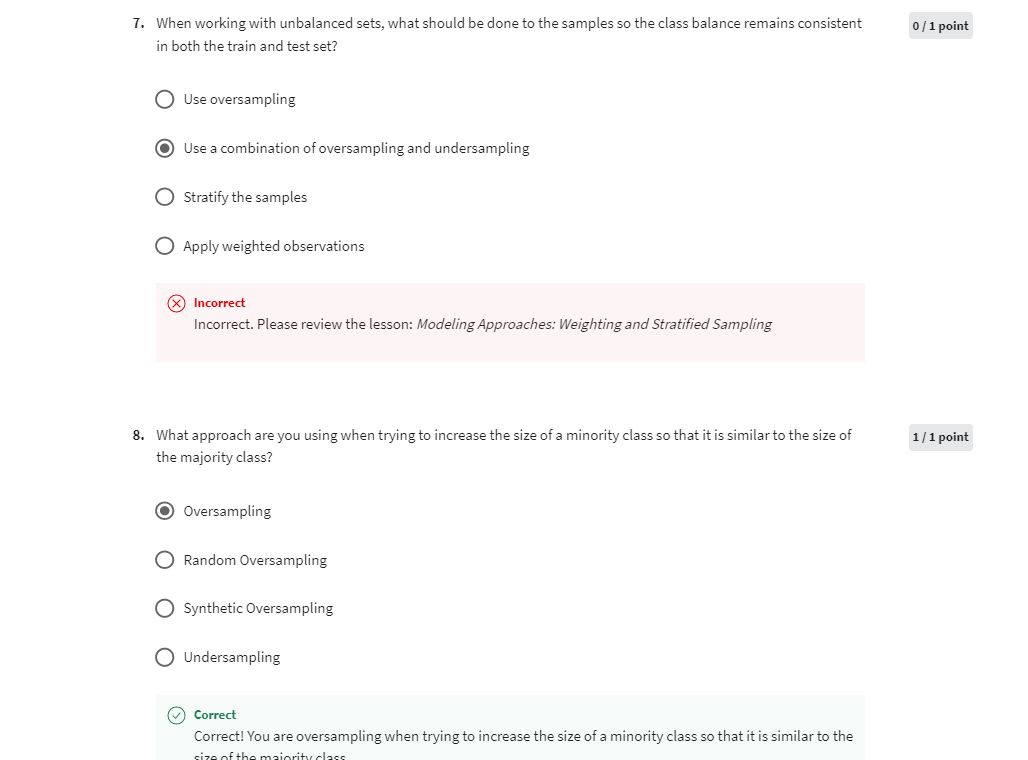 7. When working with unbalanced sets, what should be done to the samples so the class balance remains consistent
0 / 1 point
in both the train and test set?
Use oversampling
Use a combination of oversampling and undersampling
Stratify the samples
Apply weighted observations
Incorrect
Incorrect. Please review the lesson: Modeling Approaches: Weighting and Stratified Sampling
8. What approach are you using when trying to increase the size of a minority class so that it is similar to the size of
1 / 1 point
the majority class?
Oversampling
Random Oversampling
Synthetic Oversampling
Undersampling
Correct
Correct! You are oversampling when trying to increase the size of a minority class so that it is similar to the
size of the majority class